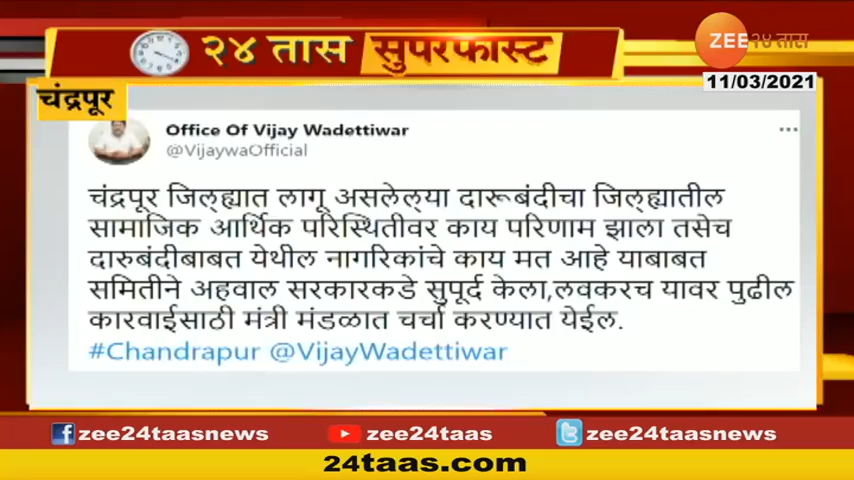 २४ तास सुपरफास्ट
ZEE२४ तास
11/03/2021
चंद्रपूर
Office Of Vijay Wadettiwar
@VijaywaOfficial
चंद्रपूर जिल्ह्यात लागू असलेल्या दारूबंदीचा जिल्ह्यातील
सामाजिक आर्थिक परिस्थितीवर काय परिणाम झाला तसेच
दारुबंदीबाबत येथील नागरिकांचे काय मत आहे याबाबत
समितीने अहवाल सरकारकडे सुपूर्द केला,लवकरच यावर पुढील
कारवाईसाठी मंत्री मंडळात चर्चा करण्यात येईल.
#Chandrapur @VijayWadettiwar
zee24taasnews
zee24taas
zee24taasnews
24taas.com